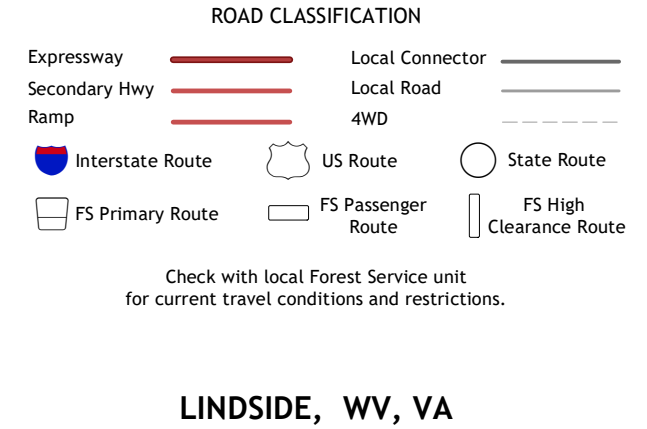 ROAD CLASSIFICATION
Expressway
Local Connector
Secondary Hwy
Local Road
Ramp
4WD
Interstate Route
US Route
State Route
FS Primary Route
FS Passenger
Route
FS High
Clearance Route
Check with local Forest Service unit
for current travel conditions and restrictions.
LINDSIDE, WV, VA